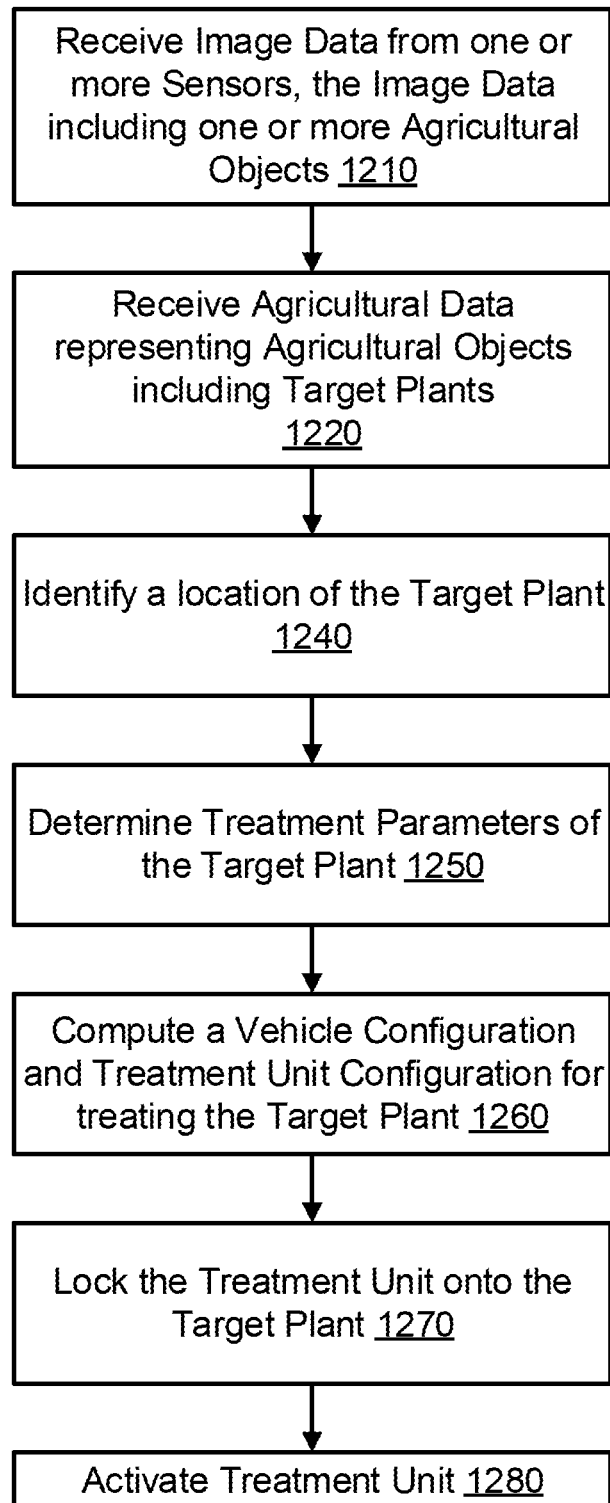 Receive Image Data from one or
more Sensors, the Image Data
including one or more Agricultural
Objects 1210
Receive Agricultural Data
representing Agricultural Objects
including Target Plants
1220
Identify a location of the Target Plant
1240
Determine Treatment Parameters of
the Target Plant 1250
Compute a Vehicle Configuration
and Treatment Unit Configuration for
treating the Target Plant 1260
Lock the Treatment Unit onto the
Target Plant 1270
Activate Treatment Unit 1280